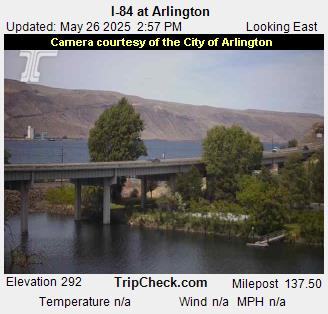 I-84 at Arlington
Updated: May 26 2025 2:57 PM Looking East
Camera courtesy of the City of Arlington
Elevation 292 TripCheck.com Milepost 137.50
Temperature n/a Wind n/a MPH n/a